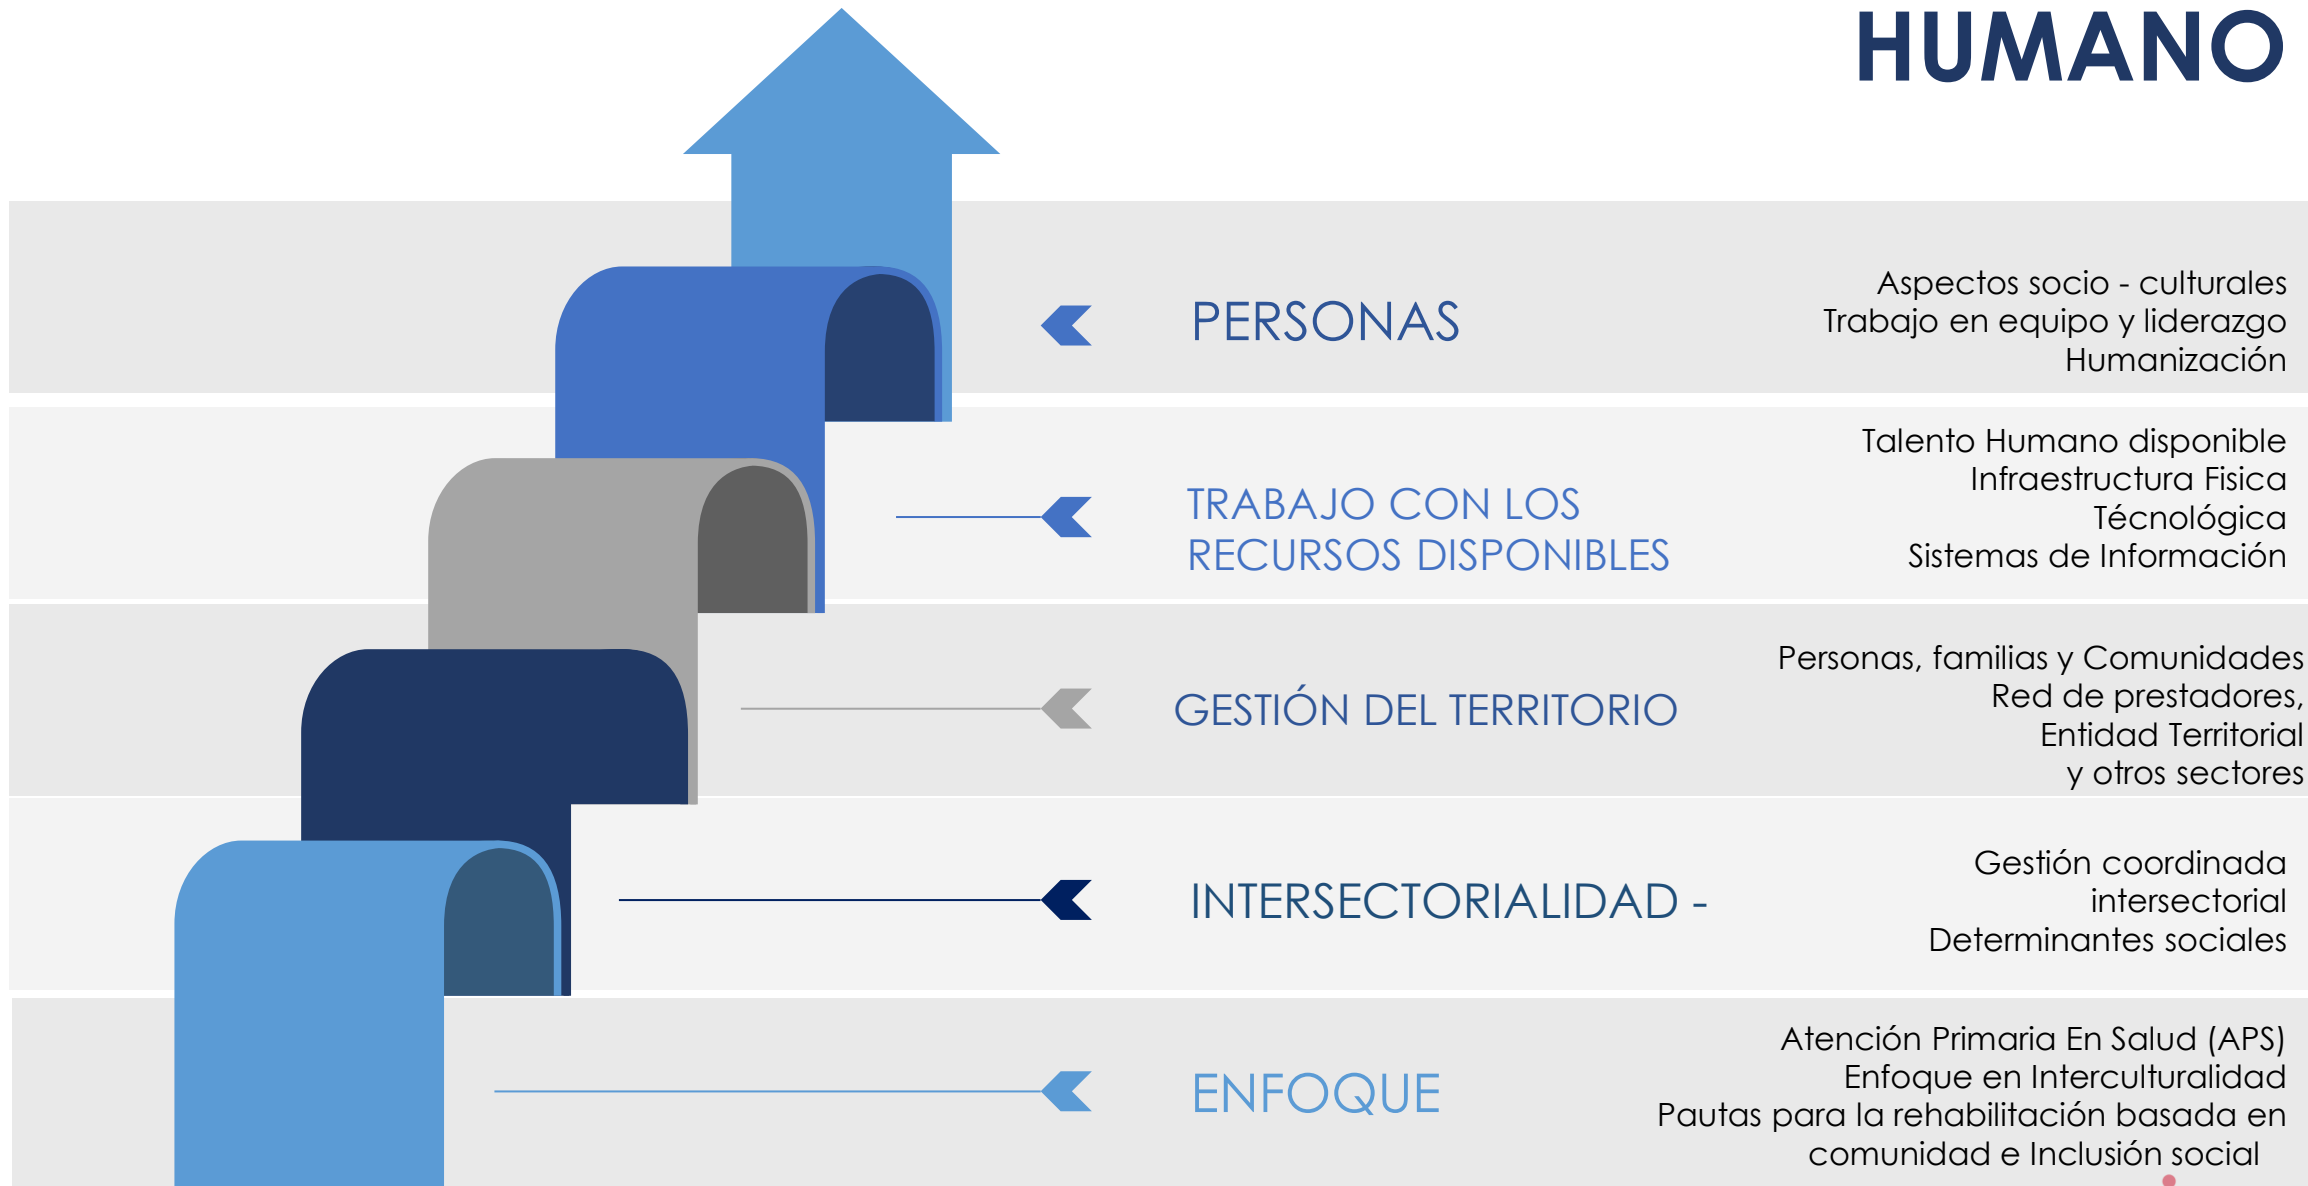 HUMANO
PERSONAS
Aspectos socio - culturales
Trabajo en equipo y liderazgo
Humanización
TRABAJO CON LOS
RECURSOS DISPONIBLES
Talento Humano disponible
Infraestructura Fisica
Técnológica
Sistemas de Información
GESTIÓN DEL TERRITORIO
Personas, familias y Comunidades
Red de prestadores,
Entidad Territorial
y otros sectores
INTERSECTORIALIDAD -
Gestión coordinada
intersectorial
Determinantes sociales
ENFOQUE
Atención Primaria En Salud (APS)
Enfoque en Interculturalidad
Pautas para la rehabilitación basada en
comunidad e Inclusión social